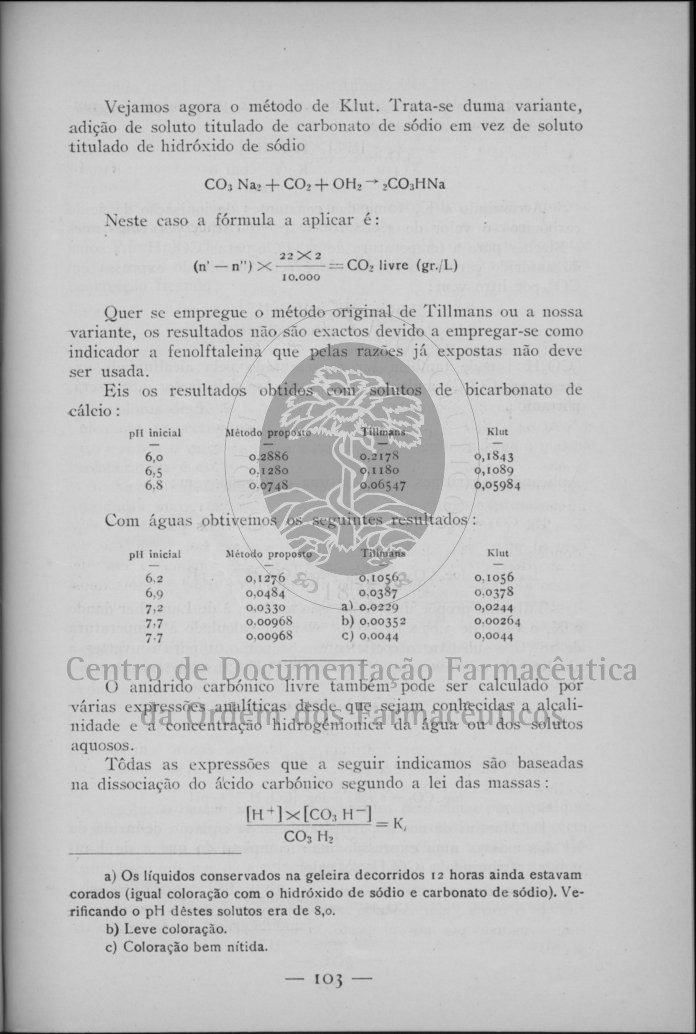 Vejamos agora o método de Klut. Trata-se duma variante,
adição de soluto titulado de carbonato de sódio em vez de soluto
titulado de hidróxido de sódio
CO₃ Na₂ + CO₂ + OH₂ → ₂CO₃HNa
Neste caso a fórmula a aplicar é:
(n' — n") × 22×2 / 10.000 = CO₂ livre (gr./L)
Quer se empregue o método original de Tillmans ou a nossa
variante, os resultados não são exactos devido a empregar-se como
indicador a fenolftaleina que pelas razões já expostas não deve
ser usada.
Eis os resultados obtidos com solutos de bicarbonato de
cálcio:
pH inicial Método proposto Tillmans Klut
6,0 0,2886 0,2178 0,1843
6,5 0,1280 0,1180 0,1089
6,8 0,0748 0,06547 0,05984
Com águas obtivemos os seguintes resultados:
pH inicial Método proposto Tillmans Klut
6,2 0,1276 0,1056 0,1056
6,9 0,0484 0,0387 0,0378
7,2 0,0330 a) 0,0229 0,0244
7,7 0,00968 b) 0,00352 0,00264
7,7 0,00968 c) 0,0044 0,0044
Centro de Documentação Farmacêutica
da Ordem dos Farmacêuticos
O anidrido carbónico livre também pode ser calculado por
várias expressões analíticas desde que sejam conhecidas a alcali-
nidade e a concentração hidrogéniònica da água ou dos solutos
aquosos.
Tôdas as expressões que a seguir indicamos são baseadas
na dissociação do ácido carbónico segundo a lei das massas:
[H⁺]×[CO₃ H⁻] / CO₃ H₂ = K,
a) Os líquidos conservados na geleira decorridos 12 horas ainda estavam
corados (igual coloração com o hidróxido de sódio e carbonato de sódio). Ve-
rificando o pH dêstes solutos era de 8,0.
b) Leve coloração.
c) Coloração bem nítida.
— 103 —